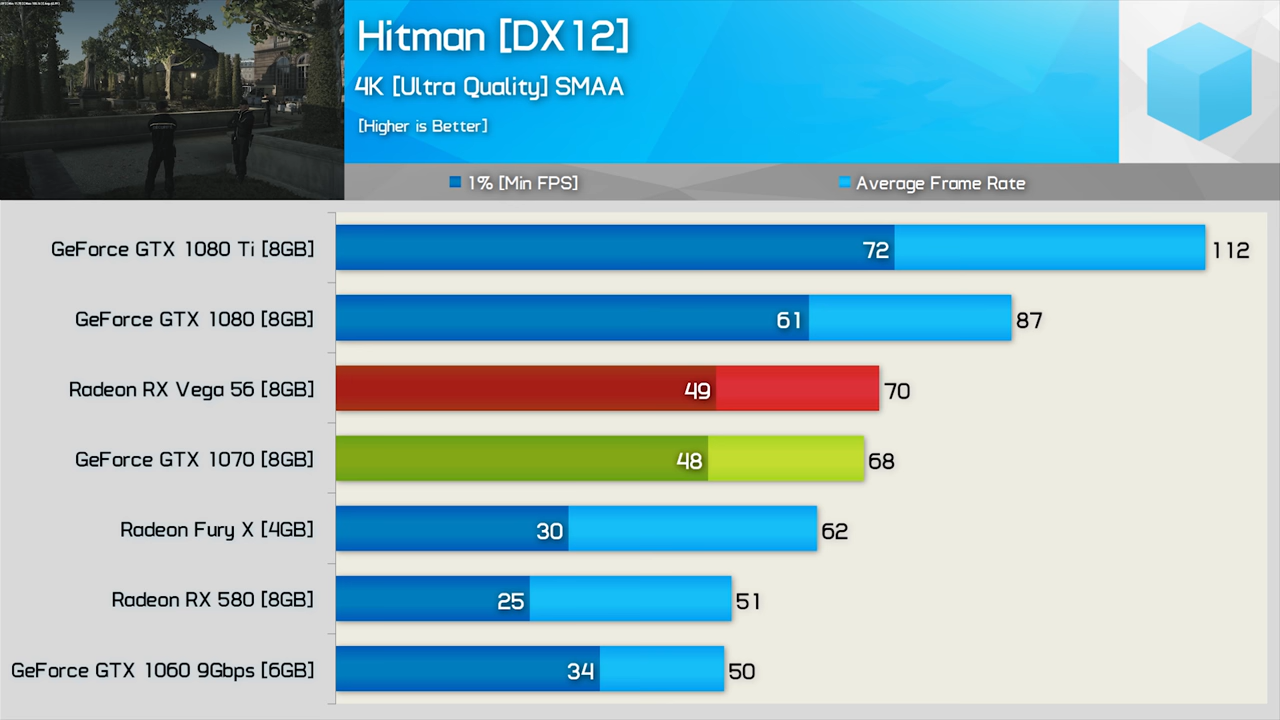 Hitman [DX12]
4K [Ultra Quality] SMAA
[Higher is Better]
1% [Min FPS]
Average Frame Rate
GeForce GTX 1080 Ti [8GB] 72 112
GeForce GTX 1080 [8GB] 61 87
Radeon RX Vega 56 [8GB] 49 70
GeForce GTX 1070 [8GB] 48 68
Radeon Fury X [4GB] 30 62
Radeon RX 580 [8GB] 25 51
GeForce GTX 1060 9Gbps [6GB] 34 50